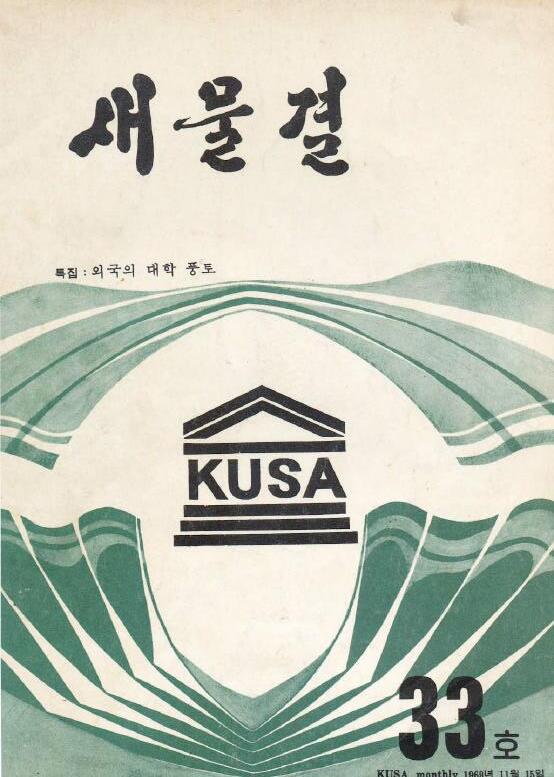 새물결
특집 : 외국의 대학 풍토
KUSA
33호
KUSA monthly 1969년 11월 15일